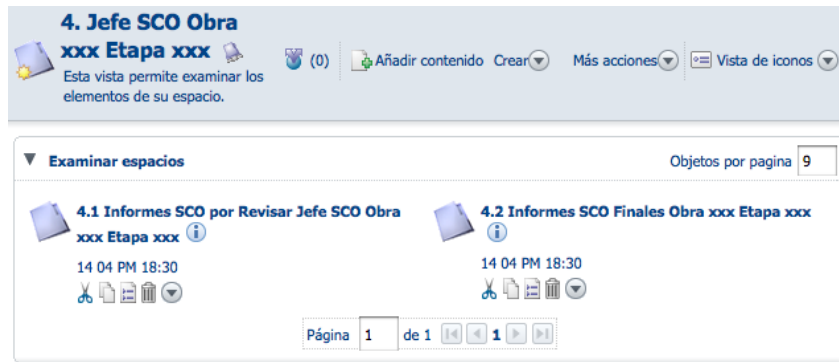 4. Jefe SCO Obra
xxx Etapa xxx
Esta vista permite examinar los
elementos de su espacio.
(0)
Añadir contenido
Crear
Más acciones
Vista de iconos
Examinar espacios
Objetos por pagina 9
4.1 Informes SCO por Revisar Jefe SCO Obra
xxx Etapa xxx
14 04 PM 18:30
4.2 Informes SCO Finales Obra xxx Etapa xxx
14 04 PM 18:30
Página 1 de 1 1